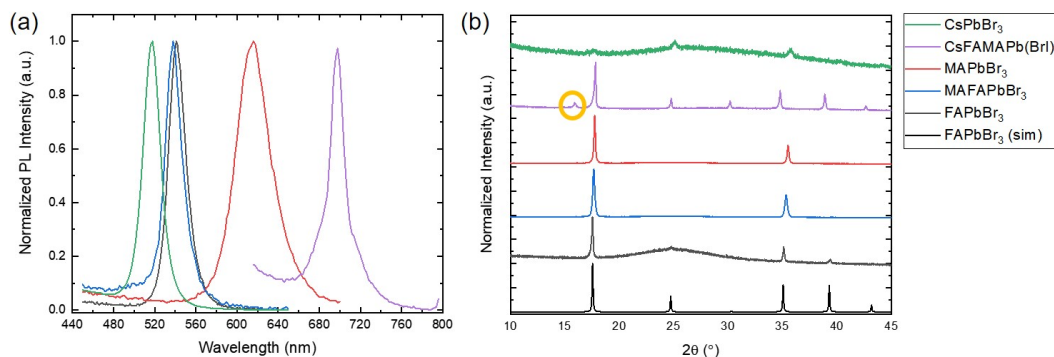 (a)
Normalized PL Intensity (a.u.)
1.0
0.8
0.6
0.4
0.2
0.0
440 480 520 560 600 640 680 720 760 800
Wavelength (nm)
(b)
Normalized Intensity (a.u.)
10 15 20 25 30 35 40 45
2θ (°)
CsPbBr₃
CsFAMAPb(BrI)
MAPbBr₃
MAFAPbBr₃
FAPbBr₃
FAPbBr₃ (sim)